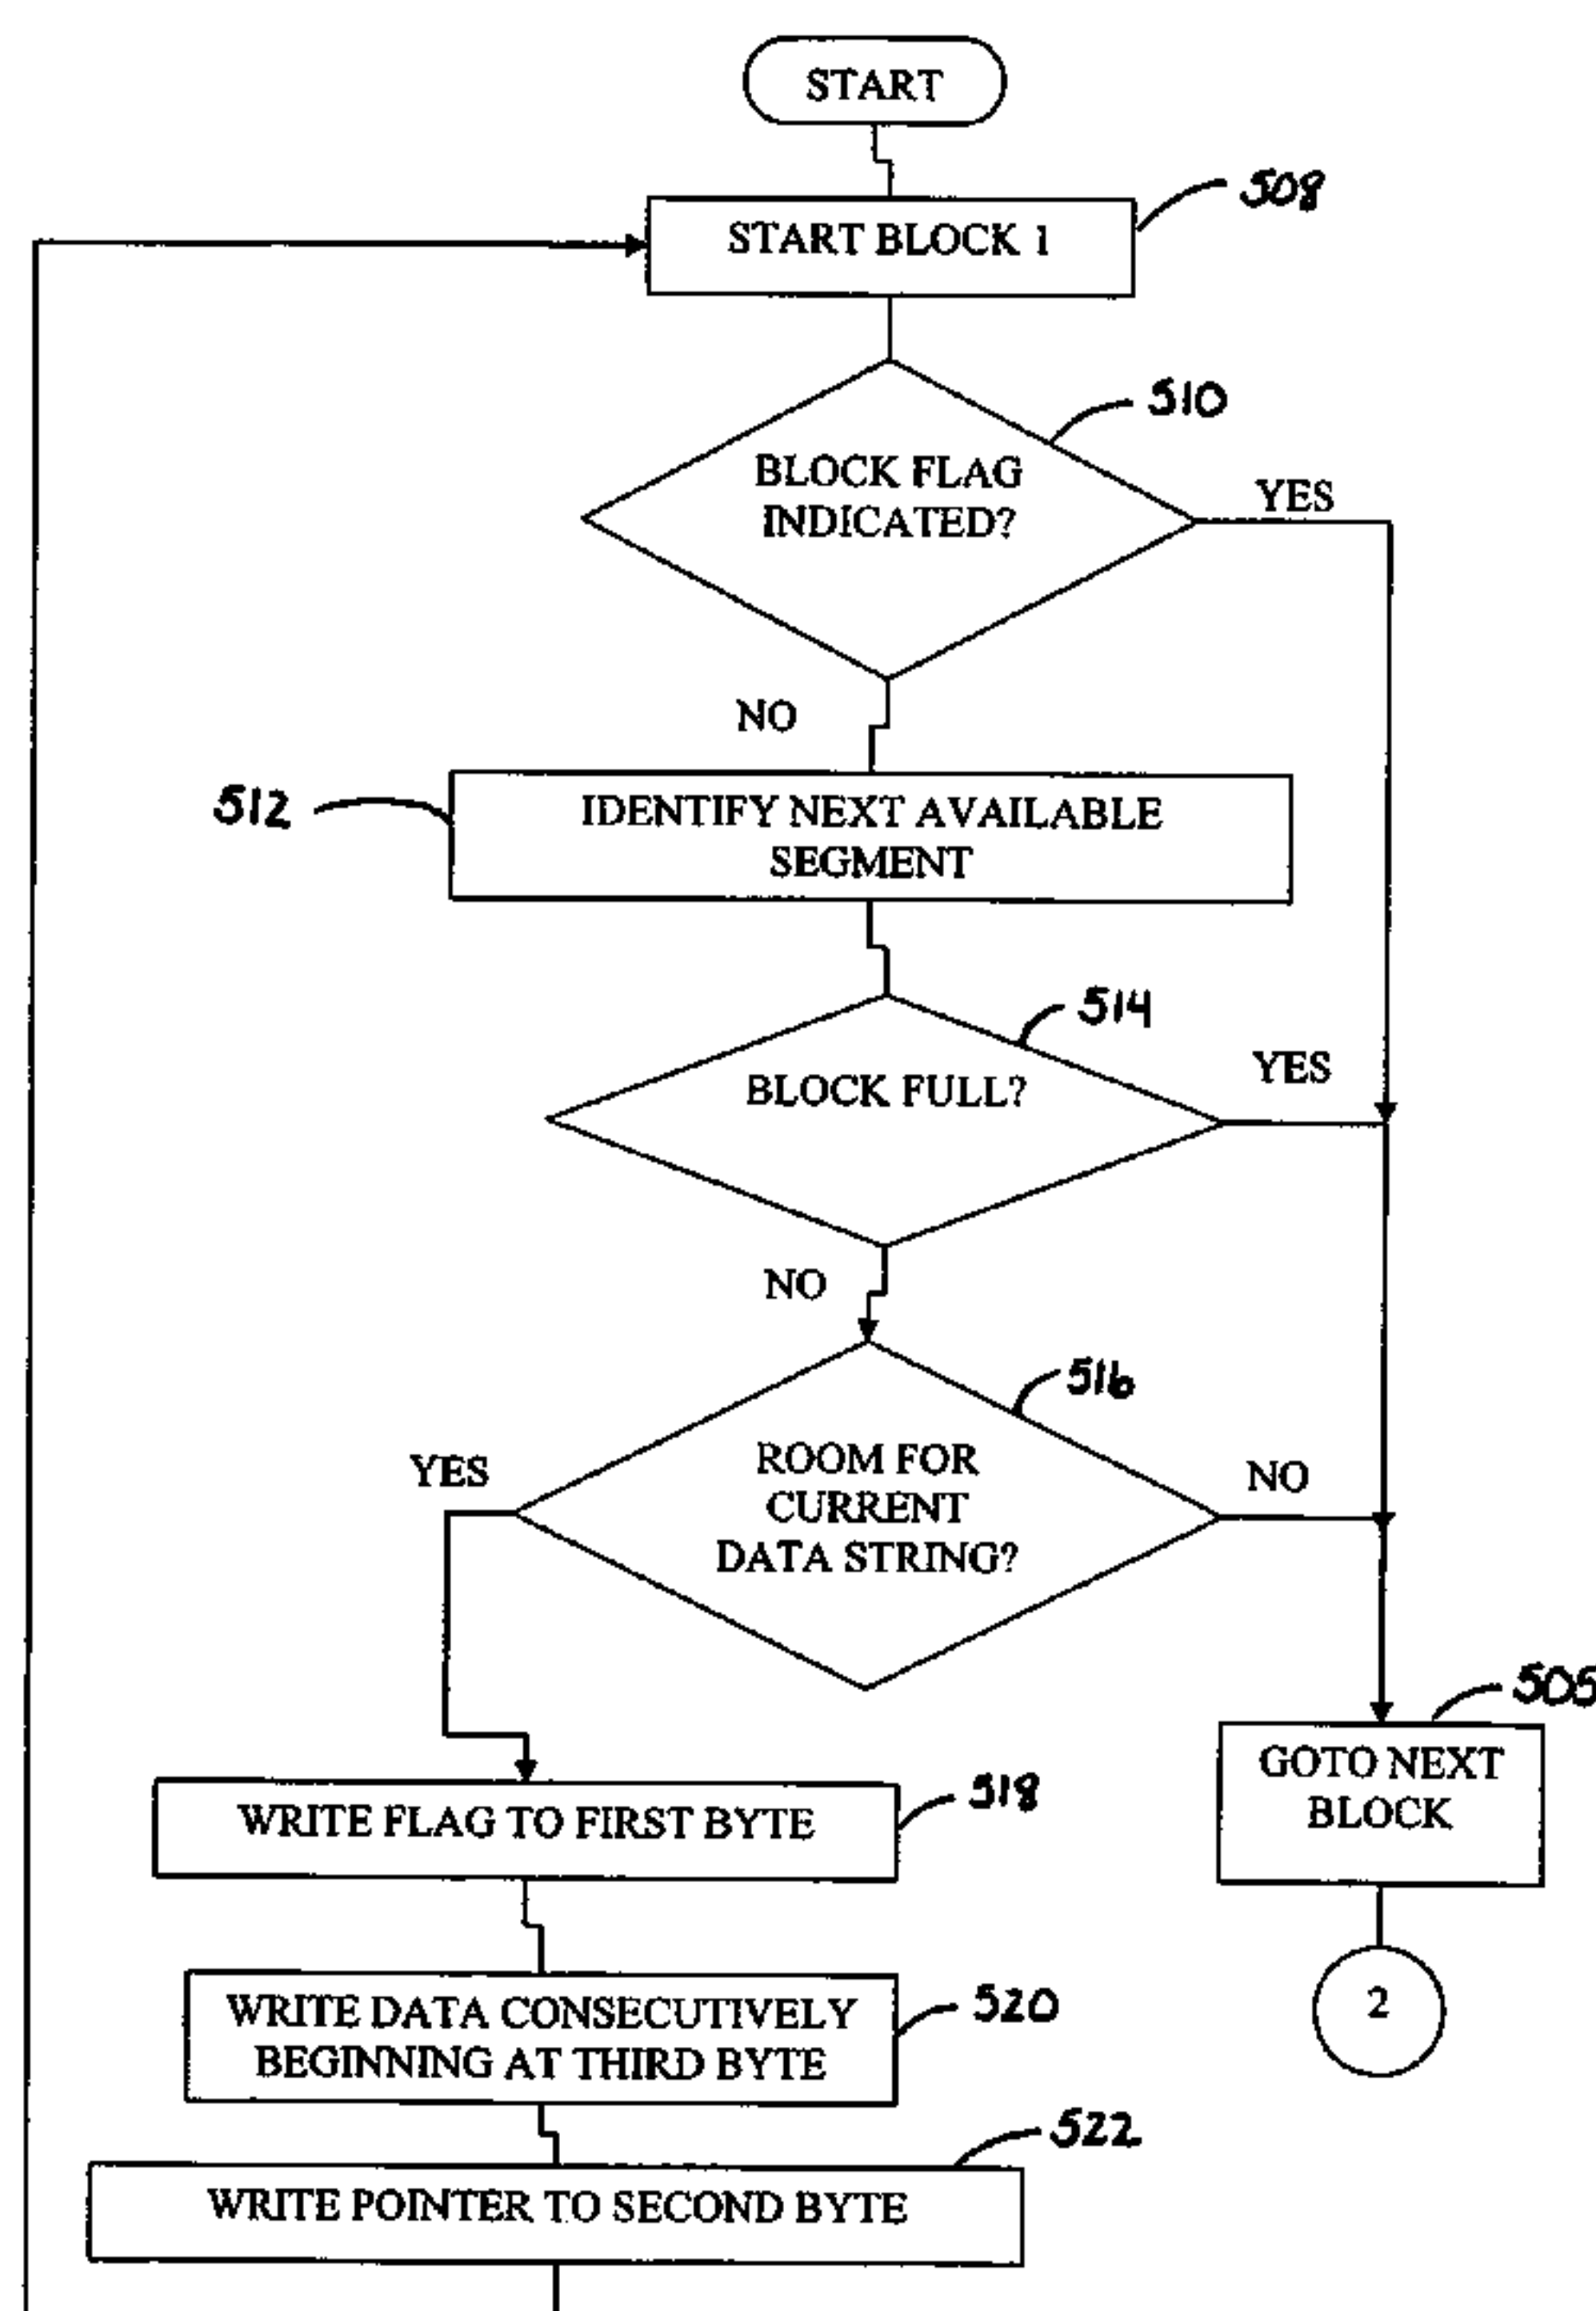 START
508
START BLOCK 1
510
BLOCK FLAG
INDICATED?
YES
NO
512
IDENTIFY NEXT AVAILABLE
SEGMENT
514
BLOCK FULL?
YES
NO
516
ROOM FOR
CURRENT
DATA STRING?
YES
NO
505
GOTO NEXT
BLOCK
518
WRITE FLAG TO FIRST BYTE
520
WRITE DATA CONSECUTIVELY
BEGINNING AT THIRD BYTE
2
522
WRITE POINTER TO SECOND BYTE